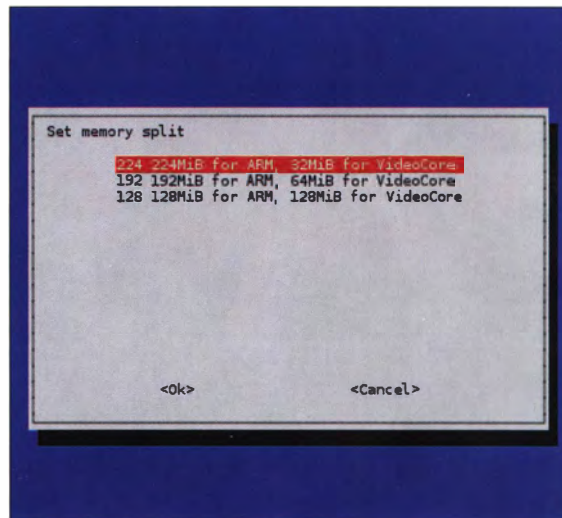 Set memory split
224 224MiB for ARM, 32MiB for VideoCore
192 192MiB for ARM, 64MiB for VideoCore
128 128MiB for ARM, 128MiB for VideoCore
<Ok> <Cancel>